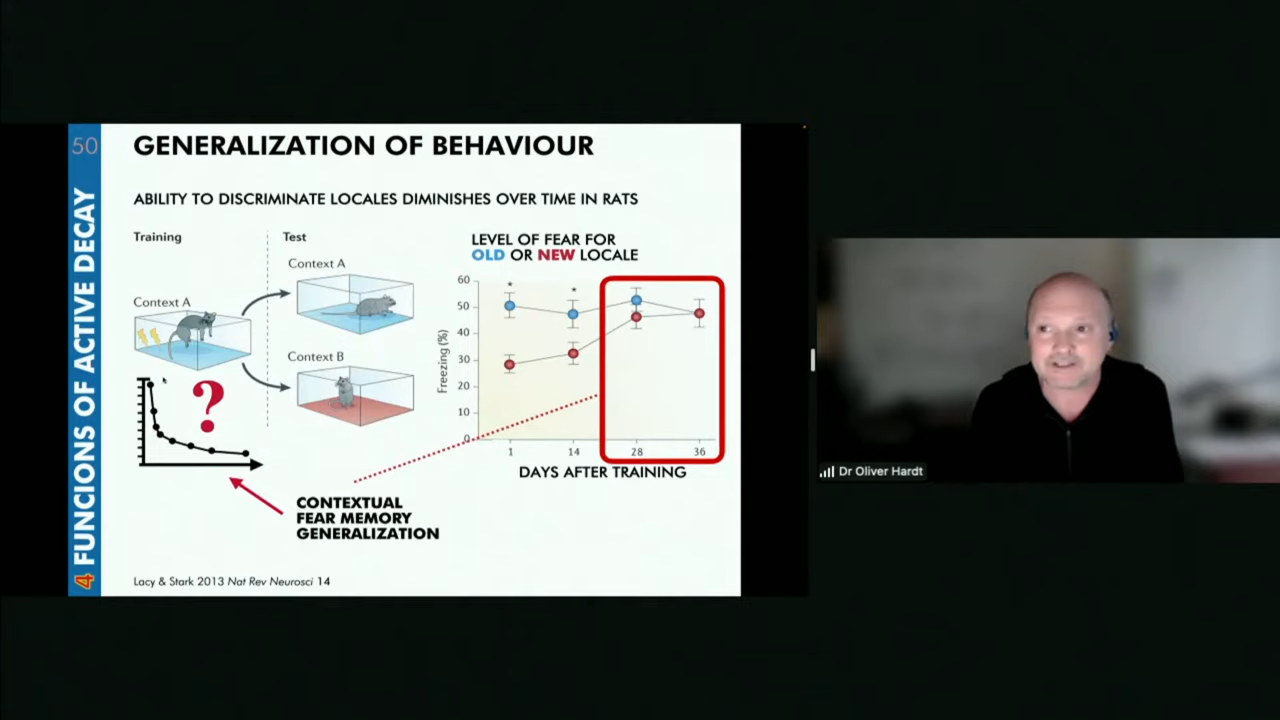 50
4 FUNCIONS OF ACTIVE DECAY
GENERALIZATION OF BEHAVIOUR
ABILITY TO DISCRIMINATE LOCALES DIMINISHES OVER TIME IN RATS
Training
Test
Context A
Context A
Context B
?
LEVEL OF FEAR FOR
OLD OR NEW LOCALE
Freezing (%)
60
50
40
30
20
10
0
*
*
1 14 28 36
DAYS AFTER TRAINING
CONTEXTUAL
FEAR MEMORY
GENERALIZATION
Lacy & Stark 2013 Nat Rev Neurosci 14
Dr Oliver Hardt